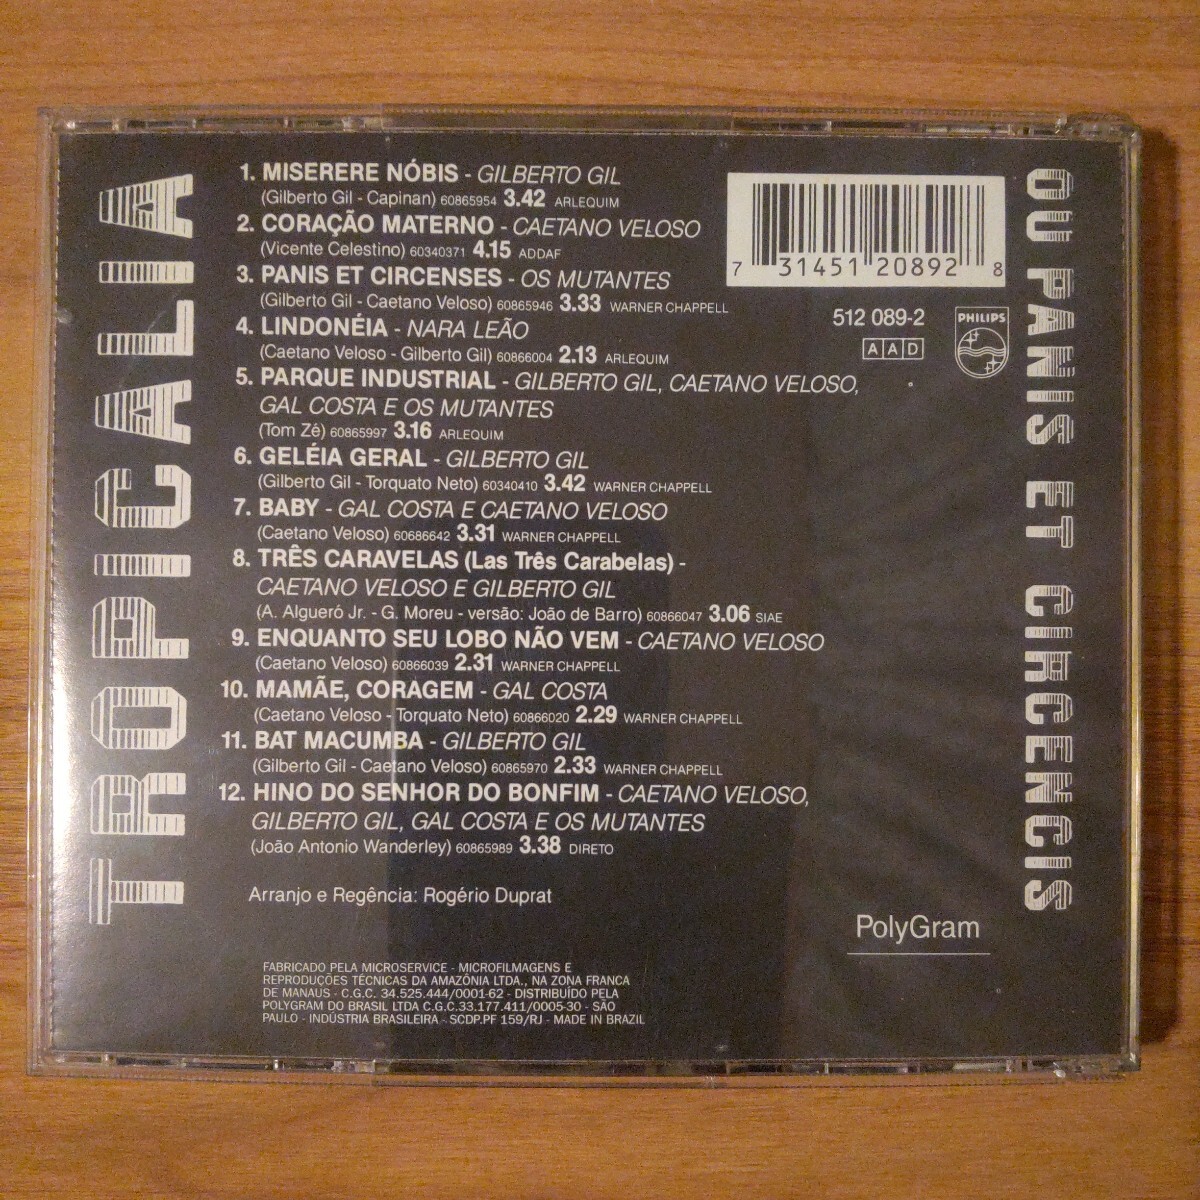 TROPICALIA
1. MISERERE NÓBIS - GILBERTO GIL
(Gilberto Gil - Capinan) 60865954 3.42 ARLEQUIM
2. CORAÇÃO MATERNO - CAETANO VELOSO
(Vicente Celestino) 60340371 4.15 ADDAF
3. PANIS ET CIRCENSES - OS MUTANTES
(Gilberto Gil - Caetano Veloso) 60865946 3.33 WARNER CHAPPELL
4. LINDONÉIA - NARA LEÃO
(Caetano Veloso - Gilberto Gil) 60866004 2.13 ARLEQUIM
5. PARQUE INDUSTRIAL - GILBERTO GIL, CAETANO VELOSO,
GAL COSTA E OS MUTANTES
(Tom Zé) 60865997 3.16 ARLEQUIM
6. GELÉIA GERAL - GILBERTO GIL
(Gilberto Gil - Torquato Neto) 60340410 3.42 WARNER CHAPPELL
7. BABY - GAL COSTA E CAETANO VELOSO
(Caetano Veloso) 60686642 3.31 WARNER CHAPPELL
8. TRÊS CARAVELAS (Las Três Carabelas) -
CAETANO VELOSO E GILBERTO GIL
(A. Algueró Jr. - G. Moreu - versão: João de Barro) 60866047 3.06 SIAE
9. ENQUANTO SEU LOBO NÃO VEM - CAETANO VELOSO
(Caetano Veloso) 60866039 2.31 WARNER CHAPPELL
10. MAMÃE, CORAGEM - GAL COSTA
(Caetano Veloso - Torquato Neto) 60866020 2.29 WARNER CHAPPELL
11. BAT MACUMBA - GILBERTO GIL
(Gilberto Gil - Caetano Veloso) 60865970 2.33 WARNER CHAPPELL
12. HINO DO SENHOR DO BONFIM - CAETANO VELOSO,
GILBERTO GIL, GAL COSTA E OS MUTANTES
(João Antonio Wanderley) 60865989 3.38 DIRETO
Arranjo e Regência: Rogério Duprat
FABRICADO PELA MICROSERVICE - MICROFILMAGENS E
REPRODUÇÕES TÉCNICAS DA AMAZÔNIA LTDA., NA ZONA FRANCA
DE MANAUS - C.G.C. 34.525.444/0001-62 - DISTRIBUÍDO PELA
POLYGRAM DO BRASIL LTDA C.G.C.33.177.411/0005-30 - SÃO
PAULO - INDÚSTRIA BRASILEIRA - SCDP.PF 159/RJ - MADE IN BRAZIL
7 31451 20892 8
512 089-2
AAD
PHILIPS
PolyGram
OU PANIS ET CIRCENCIS